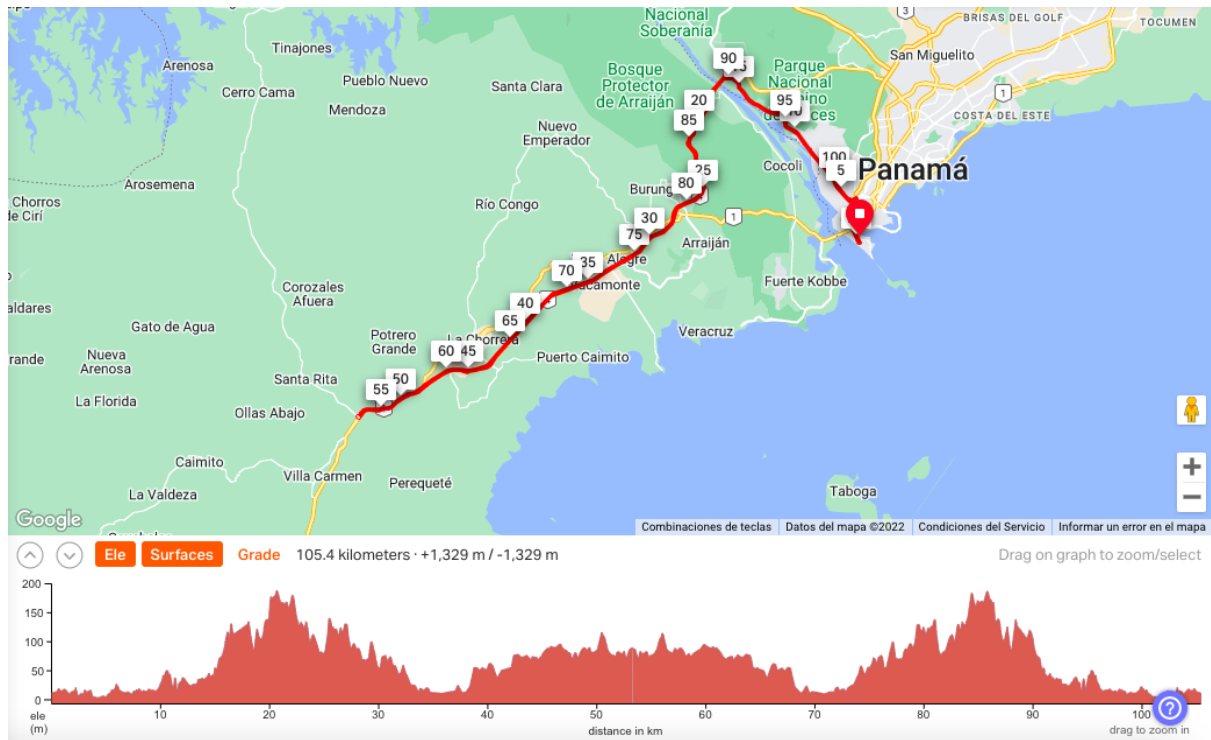 Nacional
Soberanía
3
BRISAS DEL GOLF
TOCUMEN
Tinajones
San Miguelito
Arenosa
90
Bosque
Protector
de Arraiján
Parque
Nacional
Pueblo Nuevo
Santa Clara
Cerro Cama
1
Mendoza
20
95
COSTA DEL ESTE
85
Nuevo
Emperador
100
5
Panamá
Cocoli
25
Arosemena
80
Chorros
de Cirí
Río Congo
30
1
75
Arraiján
35
70
Corozales
Afuera
Fuerte Kobbe
40
Gato de Agua
65
Veracruz
Potrero
Grande
La Chorrera
60
45
Nueva
Arenosa
Puerto Caimito
Santa Rita
50
55
La Florida
Ollas Abajo
Caimito
Villa Carmen
Perequeté
La Valdeza
Taboga
Google
Combinaciones de teclas
Datos del mapa ©2022
Condiciones del Servicio
Informar un error en el mapa
Ele
Surfaces
Grade
105.4 kilometers · +1,329 m / -1,329 m
Drag on graph to zoom/select
200
150
100
50
0
ele
(m)
10
20
30
40
50
60
70
80
90
100
distance in km
drag to zoom in